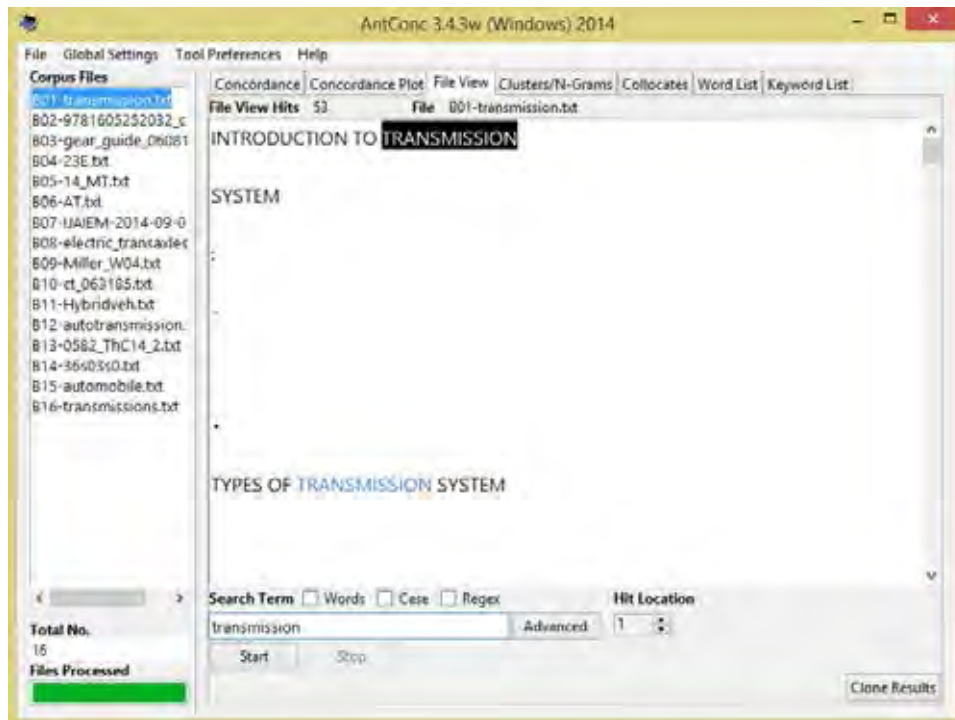 AntConc 3.4.3w (Windows) 2014
File Global Settings Tool Preferences Help
Corpus Files
B01-transmission.txt
B02-9781605252032_c
B03-gear_guide_06081
B04-23E.txt
B05-14_MT.txt
B06-AT.txt
B07-IJAIEM-2014-09-0
B08-electric_transaxles
B09-Miller_W04.txt
B10-ct_063185.txt
B11-Hybridveh.txt
B12-autotransmission.
B13-0582_ThC14_2.txt
B14-36s03s0.txt
B15-automobile.txt
B16-transmissions.txt
Total No.
16
Files Processed
Concordance Concordance Plot File View Clusters/N-Grams Collocates Word List Keyword List
File View Hits 53 File B01-transmission.txt
INTRODUCTION TO TRANSMISSION
SYSTEM
:
.
TYPES OF TRANSMISSION SYSTEM
Search Term Words Case Regex Hit Location
transmission Advanced 1
Start Stop
Clone Results